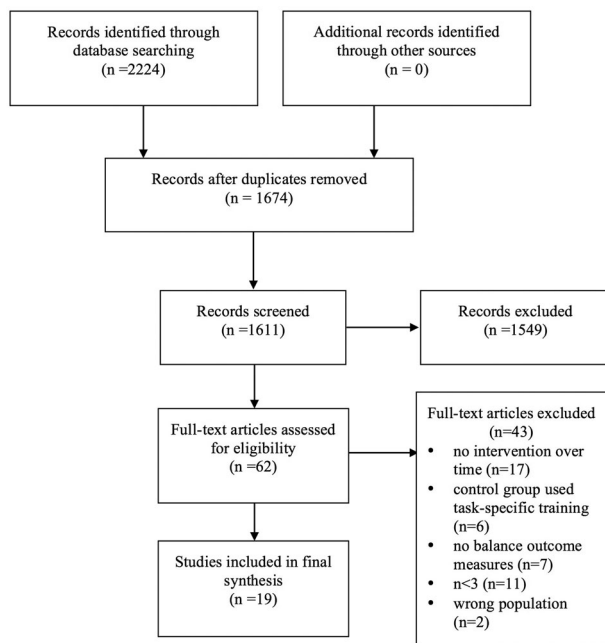 Records identified through
database searching
(n =2224)
Additional records identified
through other sources
(n = 0)
Records after duplicates removed
(n = 1674)
Records screened
(n =1611)
Records excluded
(n =1549)
Full-text articles assessed
for eligibility
(n =62)
Full-text articles excluded
(n=43)
• no intervention over
time (n=17)
• control group used
task-specific training
(n=6)
• no balance outcome
measures (n=7)
• n<3 (n=11)
• wrong population
(n=2)
Studies included in final
synthesis
(n =19)